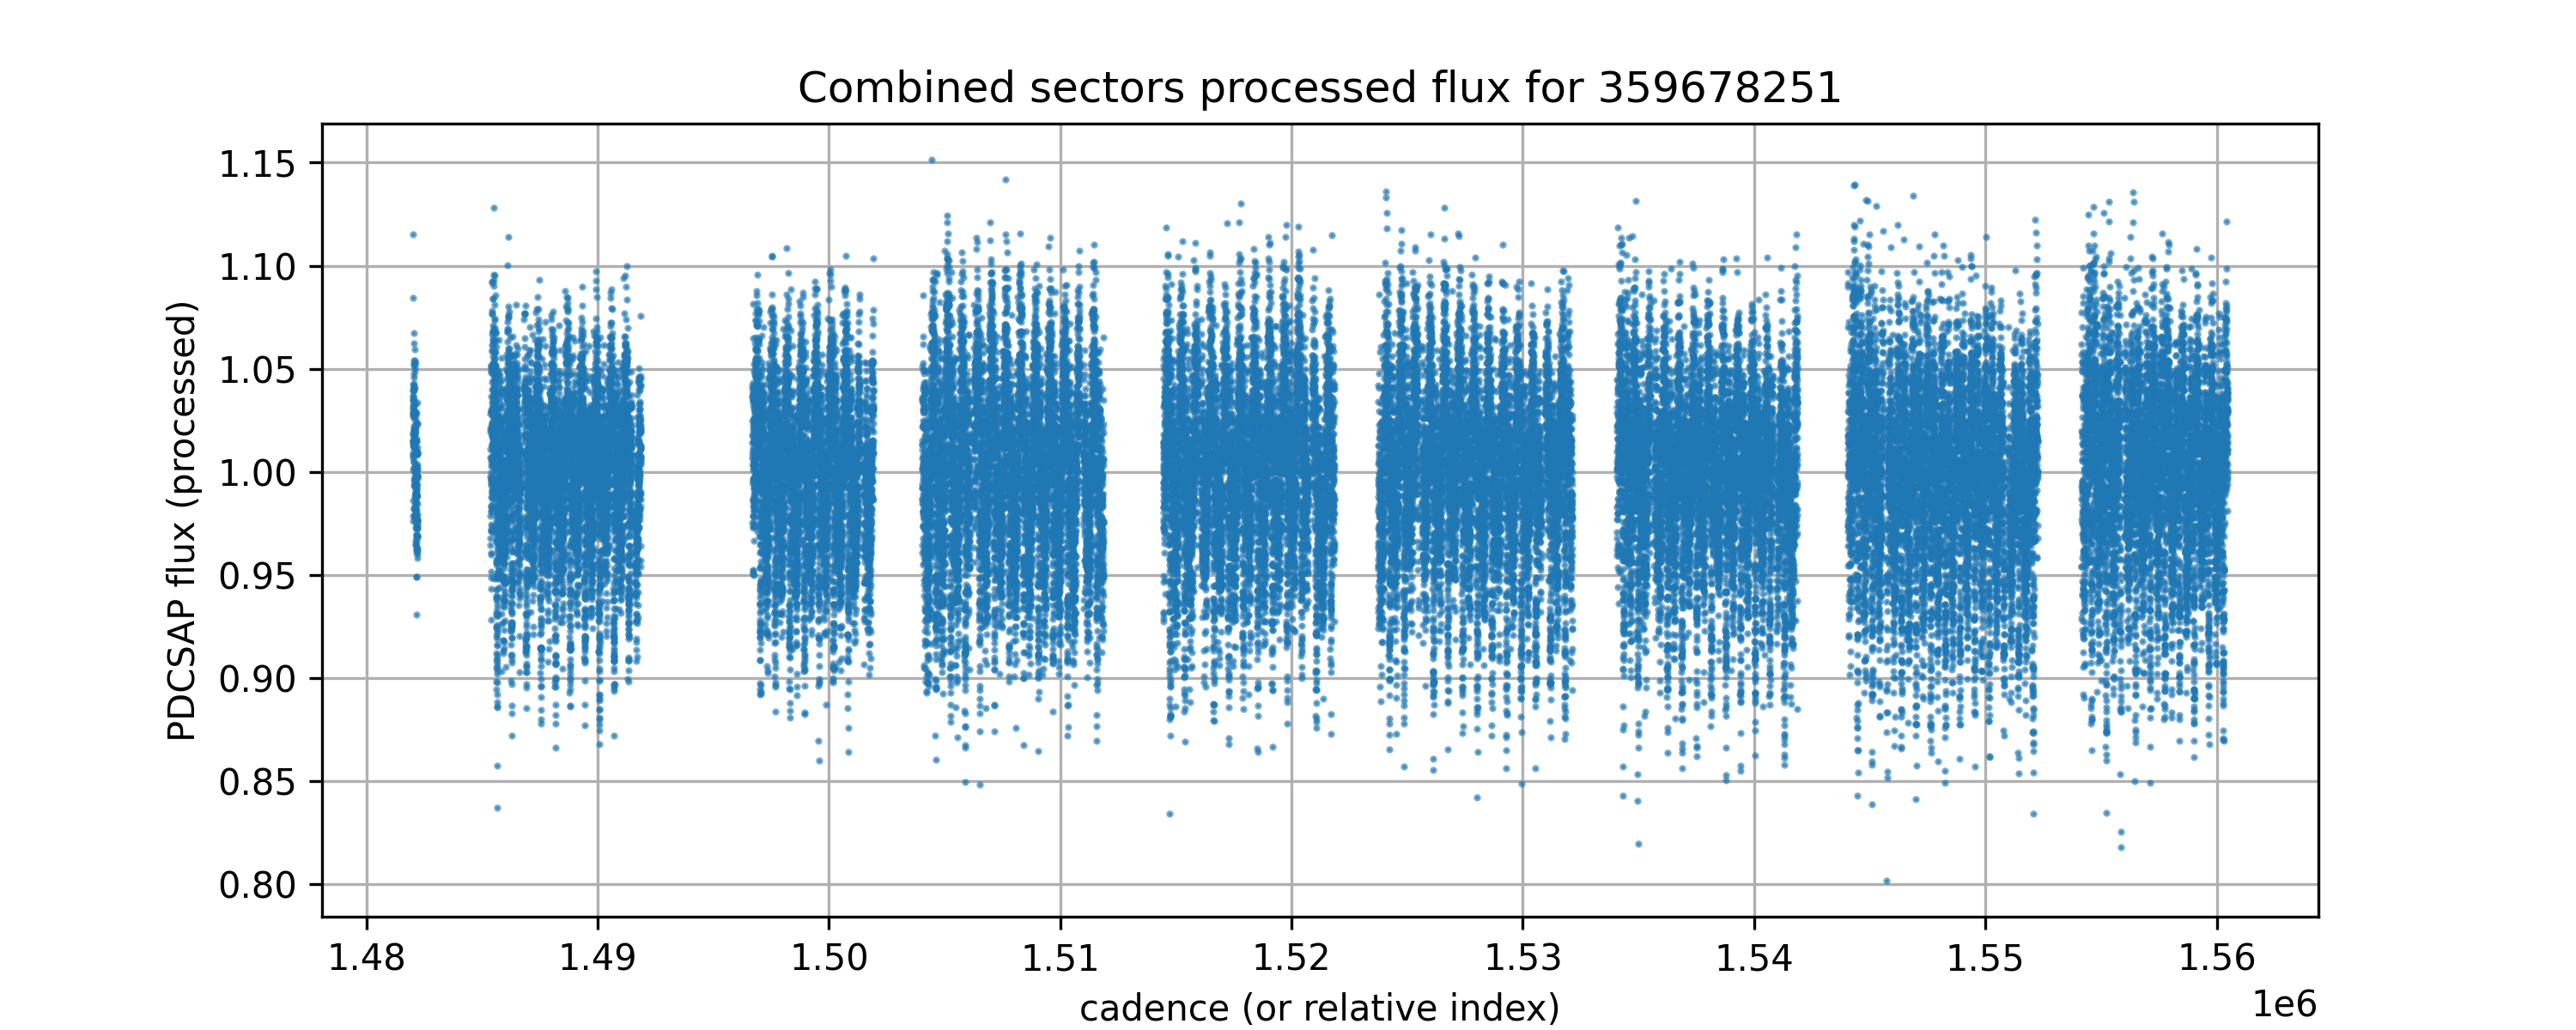 Combined sectors processed flux for 359678251
PDCSAP flux (processed)
1.15
1.10
1.05
1.00
0.95
0.90
0.85
0.80
1.48 1.49 1.50 1.51 1.52 1.53 1.54 1.55 1.56
1e6
cadence (or relative index)